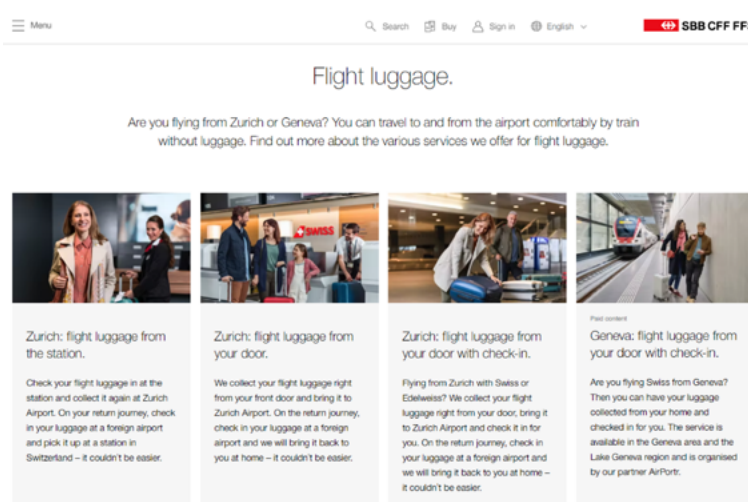 Menu
Search
Buy
Sign in
English
SBB CFF FF
Flight luggage.
Are you flying from Zurich or Geneva? You can travel to and from the airport comfortably by train
without luggage. Find out more about the various services we offer for flight luggage.
SWISS
Zurich: flight luggage from
the station.
Check your flight luggage in at the
station and collect it again at Zurich
Airport. On your return journey, check
in your luggage at a foreign airport
and pick it up at a station in
Switzerland – it couldn't be easier.
Zurich: flight luggage from
your door.
We collect your flight luggage right
from your front door and bring it to
Zurich Airport. On the return journey,
check in your luggage at a foreign
airport and we will bring it back to
you at home – it couldn't be easier.
Zurich: flight luggage from
your door with check-in.
Flying from Zurich with Swiss or
Edelweiss? We collect your flight
luggage right from your door, bring it
to Zurich Airport and check it in for
you. On the return journey, check in
your luggage at a foreign airport and
we will bring it back to you at home –
it couldn't be easier.
Paid content
Geneva: flight luggage from
your door with check-in.
Are you flying Swiss from Geneva?
Then you can have your luggage
collected from your home and
checked in for you. The service is
available in the Geneva area and the
Lake Geneva region and is organised
by our partner AirPortr.